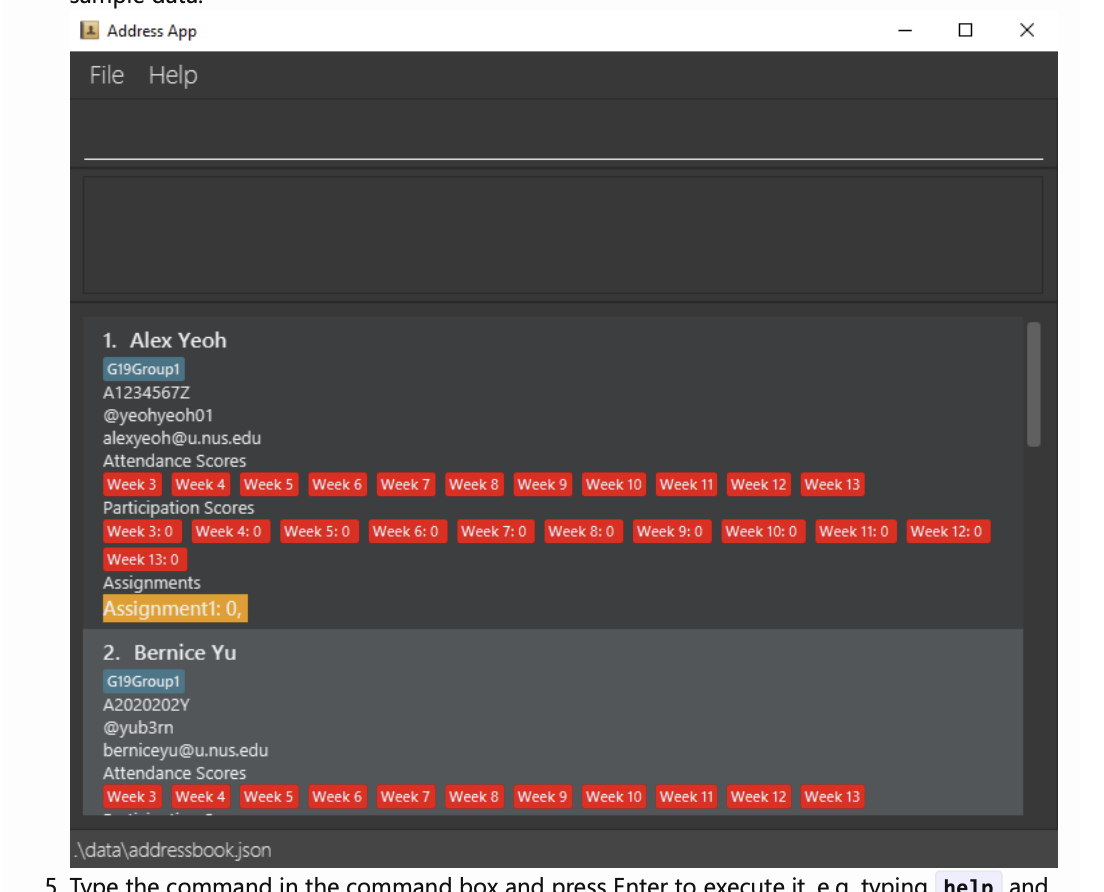 sample data.
Address App
File Help
1. Alex Yeoh
G19Group1
A1234567Z
@yeohyeoh01
alexyeoh@u.nus.edu
Attendance Scores
Week 3 Week 4 Week 5 Week 6 Week 7 Week 8 Week 9 Week 10 Week 11 Week 12 Week 13
Participation Scores
Week 3: 0 Week 4: 0 Week 5: 0 Week 6: 0 Week 7: 0 Week 8: 0 Week 9: 0 Week 10: 0 Week 11: 0 Week 12: 0
Week 13: 0
Assignments
Assignment1: 0,
2. Bernice Yu
G19Group1
A2020202Y
@yub3rn
berniceyu@u.nus.edu
Attendance Scores
Week 3 Week 4 Week 5 Week 6 Week 7 Week 8 Week 9 Week 10 Week 11 Week 12 Week 13
.\data\addressbook.json
5. Type the command in the command box and press Enter to execute it. e.g. typing help and